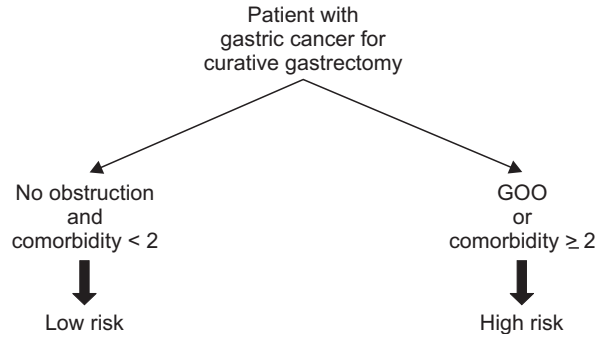 Patient with
gastric cancer for
curative gastrectomy
No obstruction
and
comorbidity < 2
Low risk
GOO
or
comorbidity ≥ 2
High risk